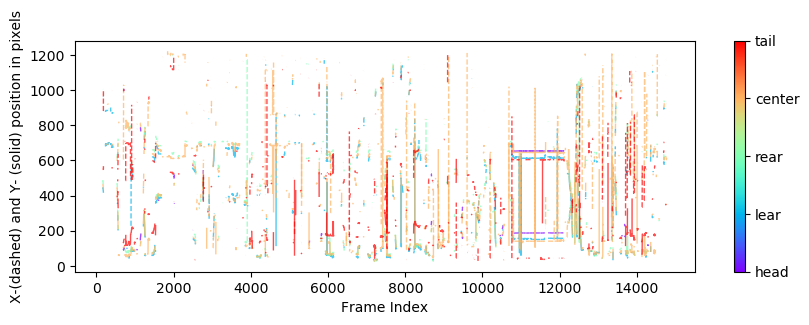 X-(dashed) and Y- (solid) position in pixels
1200
1000
800
600
400
200
0
0 2000 4000 6000 8000 10000 12000 14000
Frame Index
tail
center
rear
lear
head